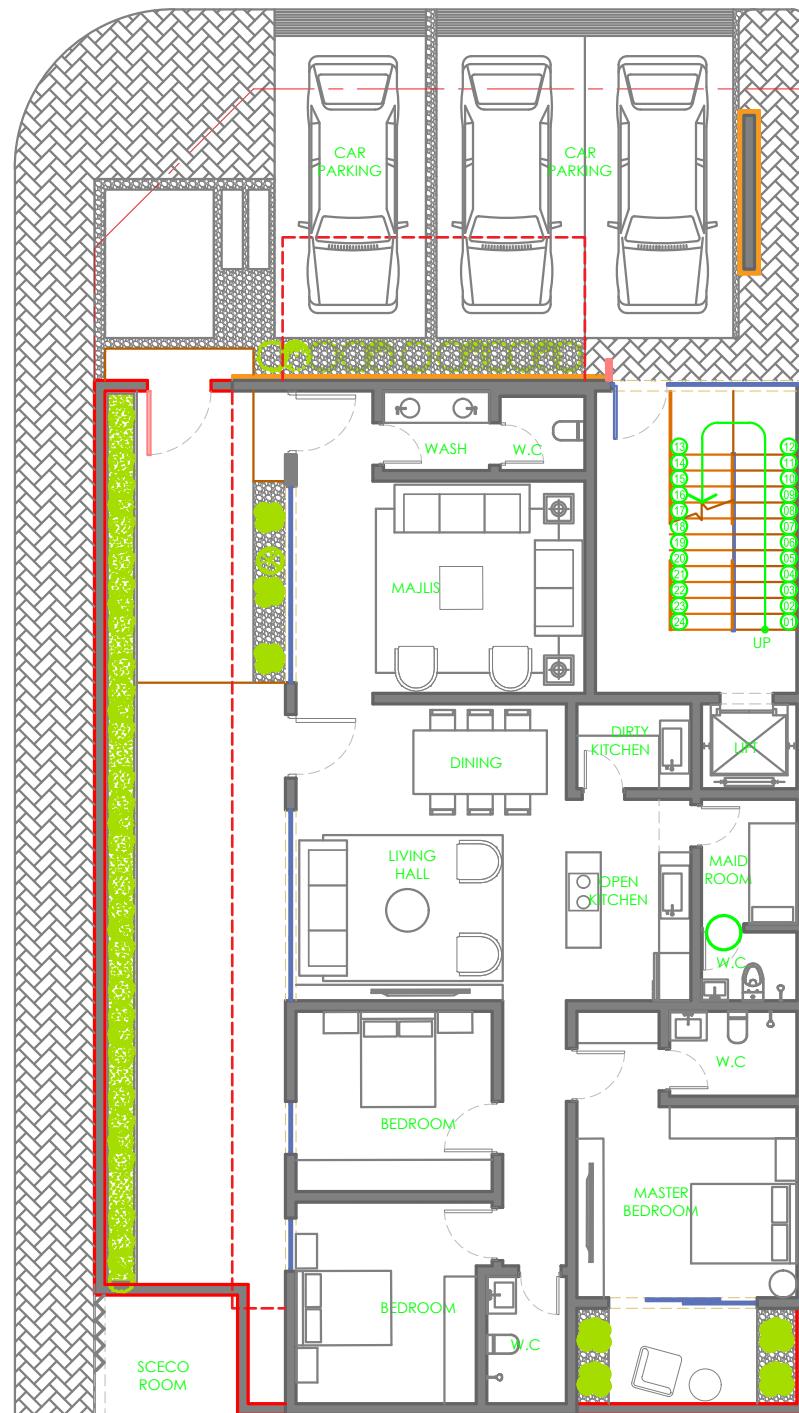 CAR
PARKING
CAR
PARKING
WASH
W.C
13
12
14
11
15
10
16
09
17
08
18
07
19
06
20
05
21
04
22
03
23
02
24
01
UP
MAJLIS
DIRTY
KITCHEN
LIFT
DINING
LIVING
HALL
OPEN
KITCHEN
MAID
ROOM
W.C
W.C
BEDROOM
MASTER
BEDROOM
BEDROOM
W.C
SCECO
ROOM